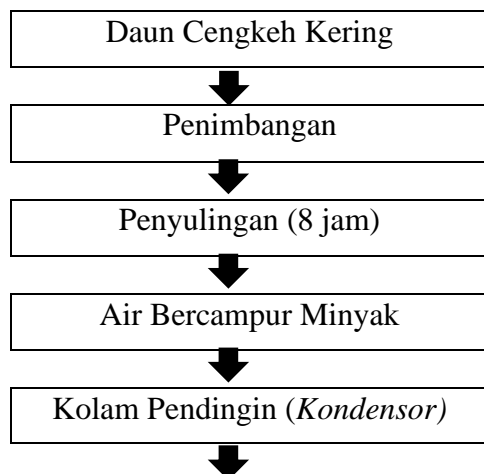 Daun Cengkeh Kering
Penimbangan
Penyulingan (8 jam)
Air Bercampur Minyak
Kolam Pendingin (Kondensor)